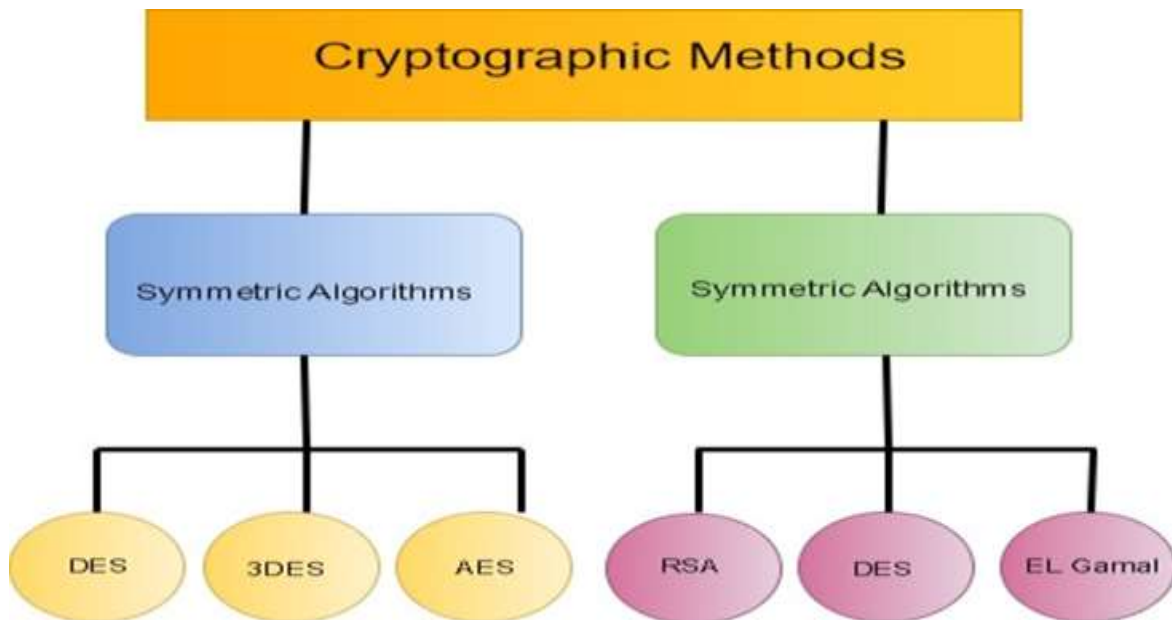 Cryptographic Methods
Symmetric Algorithms
Symmetric Algorithms
DES
3DES
AES
RSA
DES
EL Gamal